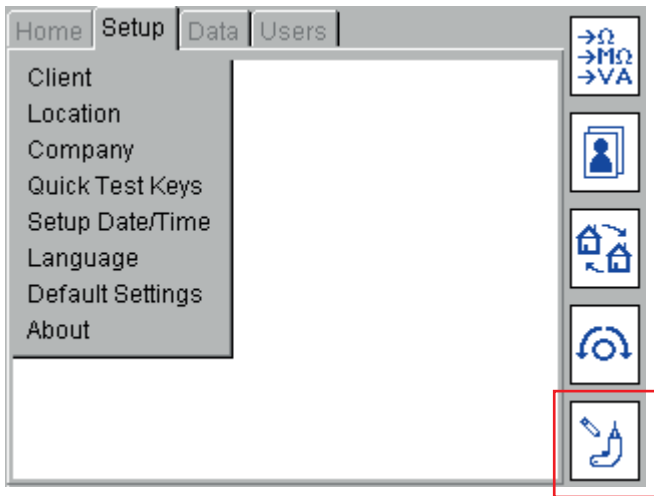 Home Setup Data Users
Client
Location
Company
Quick Test Keys
Setup Date/Time
Language
Default Settings
About
→Ω
→MΩ
→VA